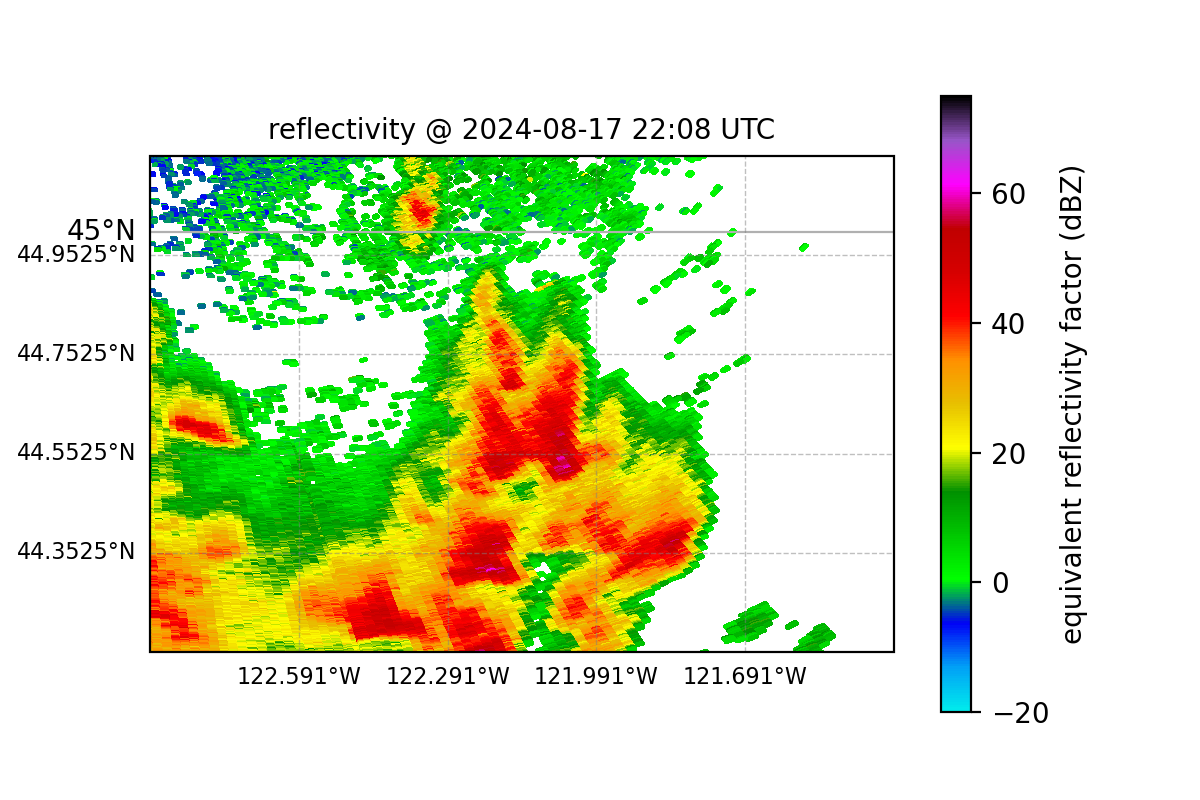 reflectivity @ 2024-08-17 22:08 UTC
45°N
44.9525°N
44.7525°N
44.5525°N
44.3525°N
122.591°W 122.291°W 121.991°W 121.691°W
60
40
20
0
−20
equivalent reflectivity factor (dBZ)